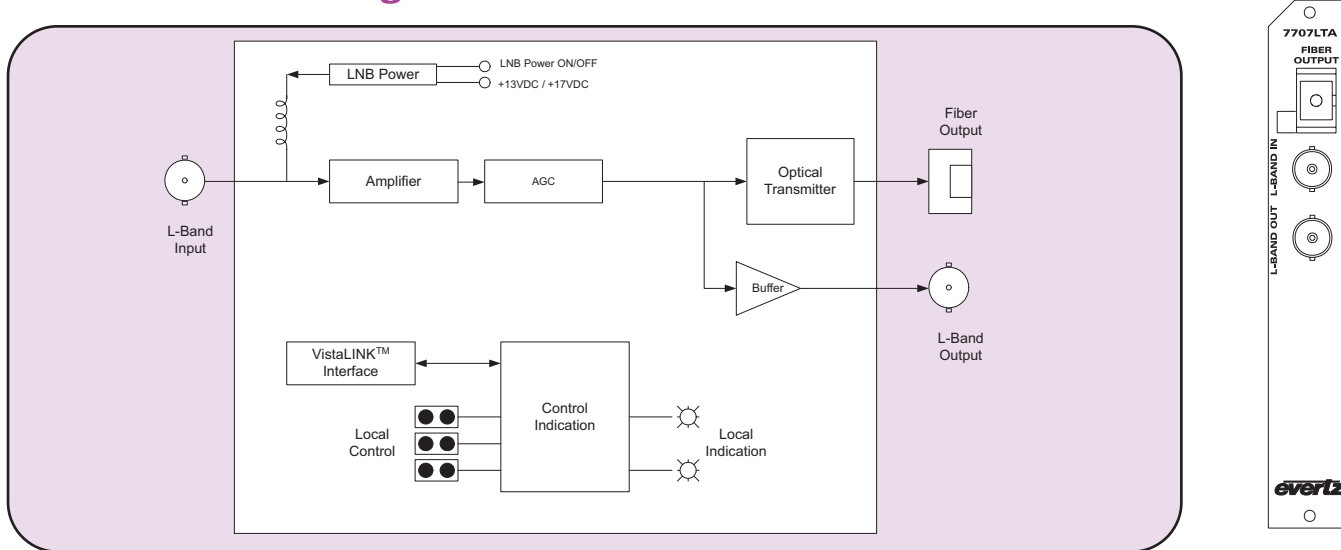 LNB Power
LNB Power ON/OFF
+13VDC / +17VDC
L-Band
Input
Amplifier
AGC
Optical
Transmitter
Fiber
Output
Buffer
L-Band
Output
VistaLINK™
Interface
Control
Indication
Local
Control
Local
Indication
7707LTA
FIBER
OUTPUT
L-BAND IN
L-BAND OUT
evertz